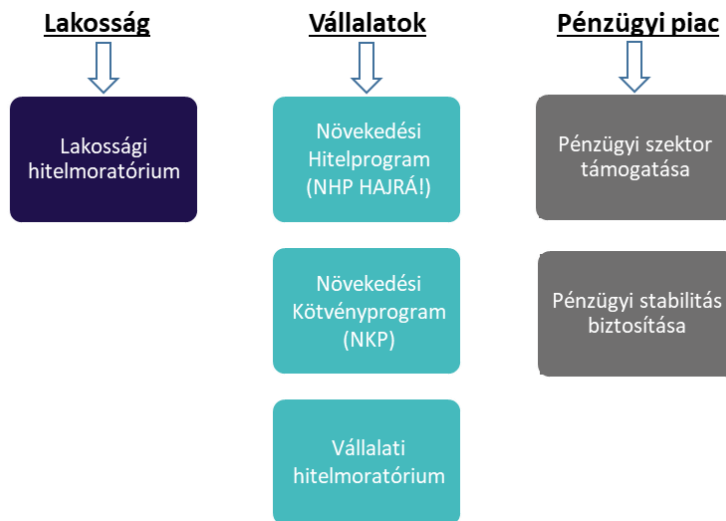 Lakosság
Lakossági
hitelmoratórium
Vállalatok
Növekedési
Hitelprogram
(NHP HAJRÁ!)
Növekedési
Kötvényprogram
(NKP)
Vállalati
hitelmoratórium
Pénzügyi piac
Pénzügyi szektor
támogatása
Pénzügyi stabilitás
biztosítása